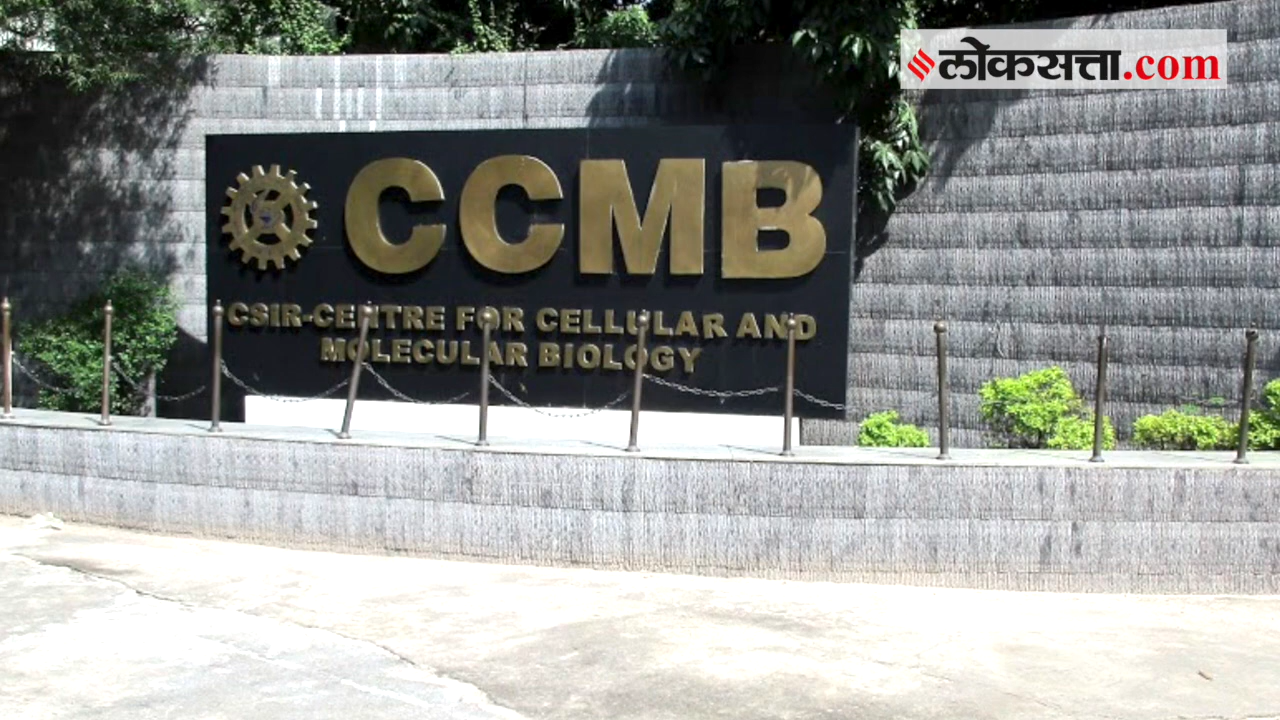 लोकसत्ता.com
CCMB
CSIR-CENTRE FOR CELLULAR AND
MOLECULAR BIOLOGY